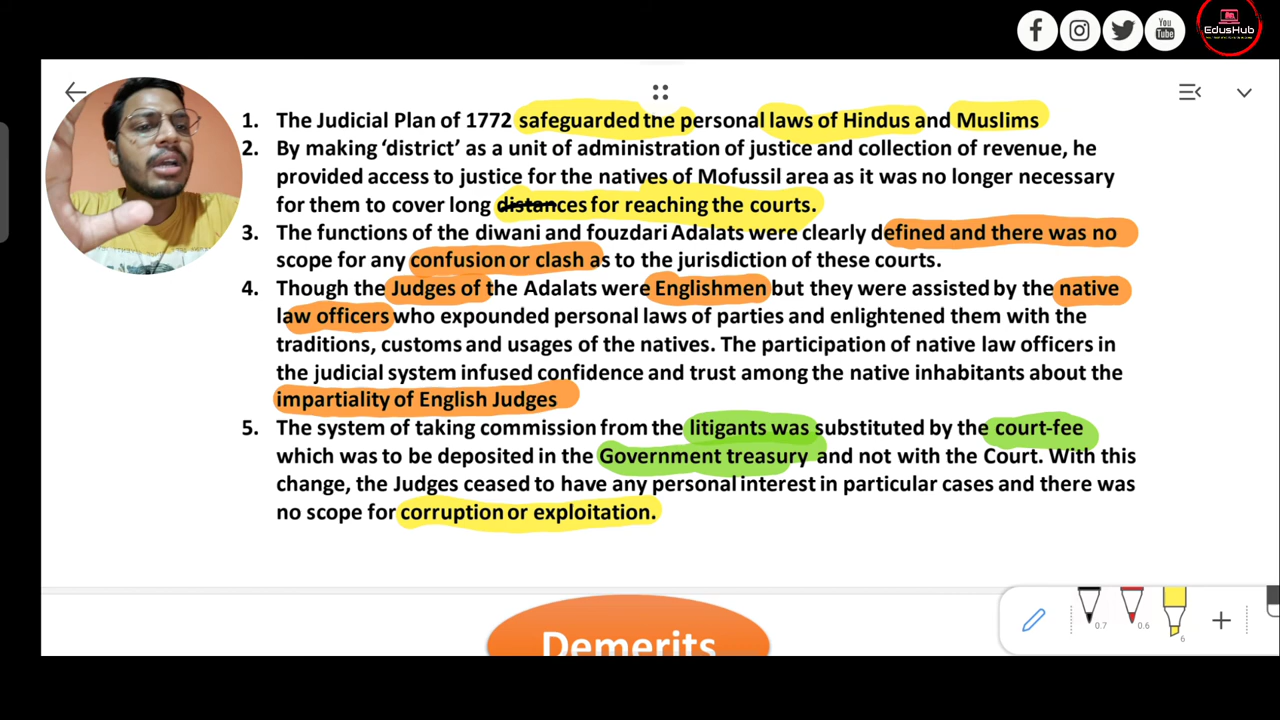 You
Tube
EdusHub
1. The Judicial Plan of 1772 safeguarded the personal laws of Hindus and Muslims
2. By making ‘district’ as a unit of administration of justice and collection of revenue, he
provided access to justice for the natives of Mofussil area as it was no longer necessary
for them to cover long distances for reaching the courts.
3. The functions of the diwani and fouzdari Adalats were clearly defined and there was no
scope for any confusion or clash as to the jurisdiction of these courts.
4. Though the Judges of the Adalats were Englishmen but they were assisted by the native
law officers who expounded personal laws of parties and enlightened them with the
traditions, customs and usages of the natives. The participation of native law officers in
the judicial system infused confidence and trust among the native inhabitants about the
impartiality of English Judges
5. The system of taking commission from the litigants was substituted by the court-fee
which was to be deposited in the Government treasury and not with the Court. With this
change, the Judges ceased to have any personal interest in particular cases and there was
no scope for corruption or exploitation.
Demerits
0.7
0.6
6